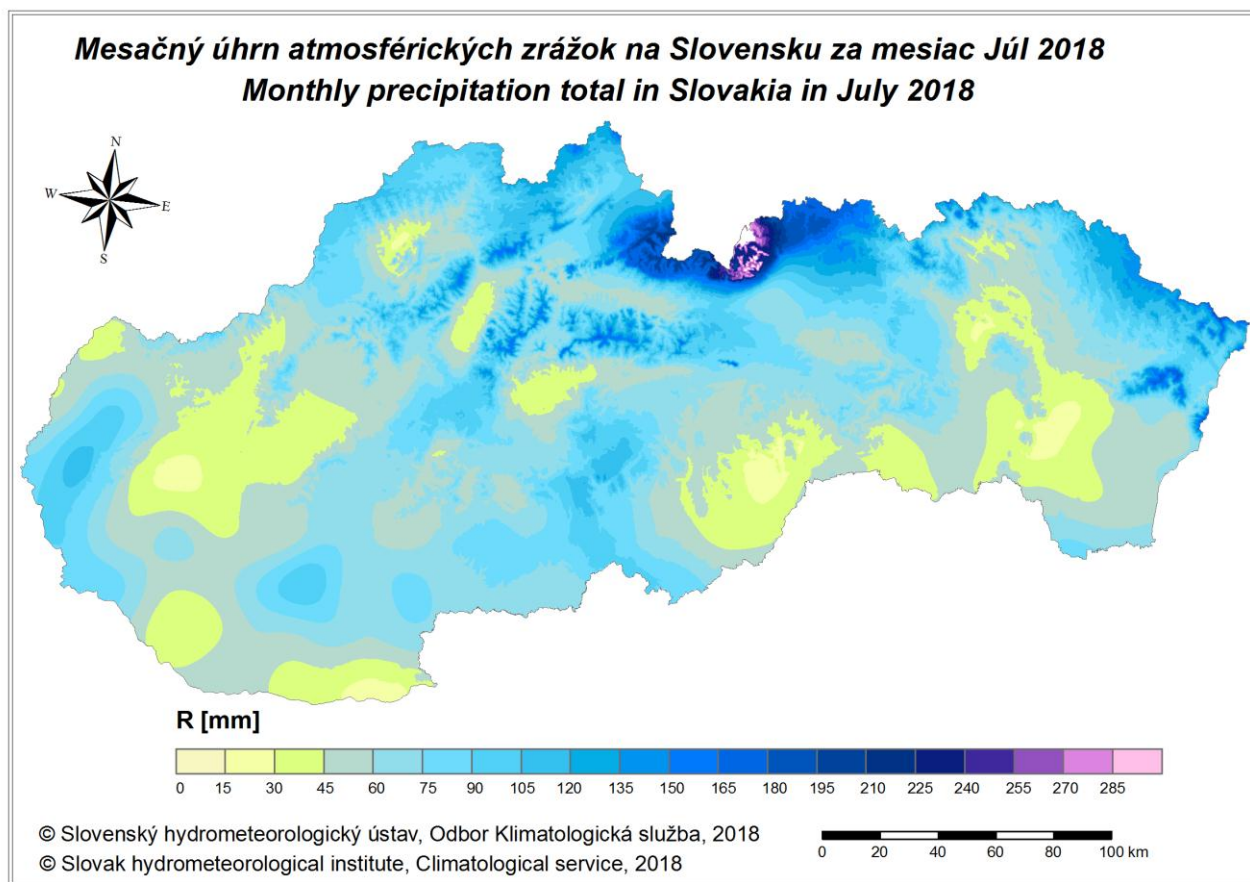 Mesačný úhrn atmosférických zrážok na Slovensku za mesiac Júl 2018
Monthly precipitation total in Slovakia in July 2018
N
W
E
S
R [mm]
0 15 30 45 60 75 90 105 120 135 150 165 180 195 210 225 240 255 270 285
© Slovenský hydrometeorologický ústav, Odbor Klimatologická služba, 2018
© Slovak hydrometeorological institute, Climatological service, 2018
0 20 40 60 80 100 km